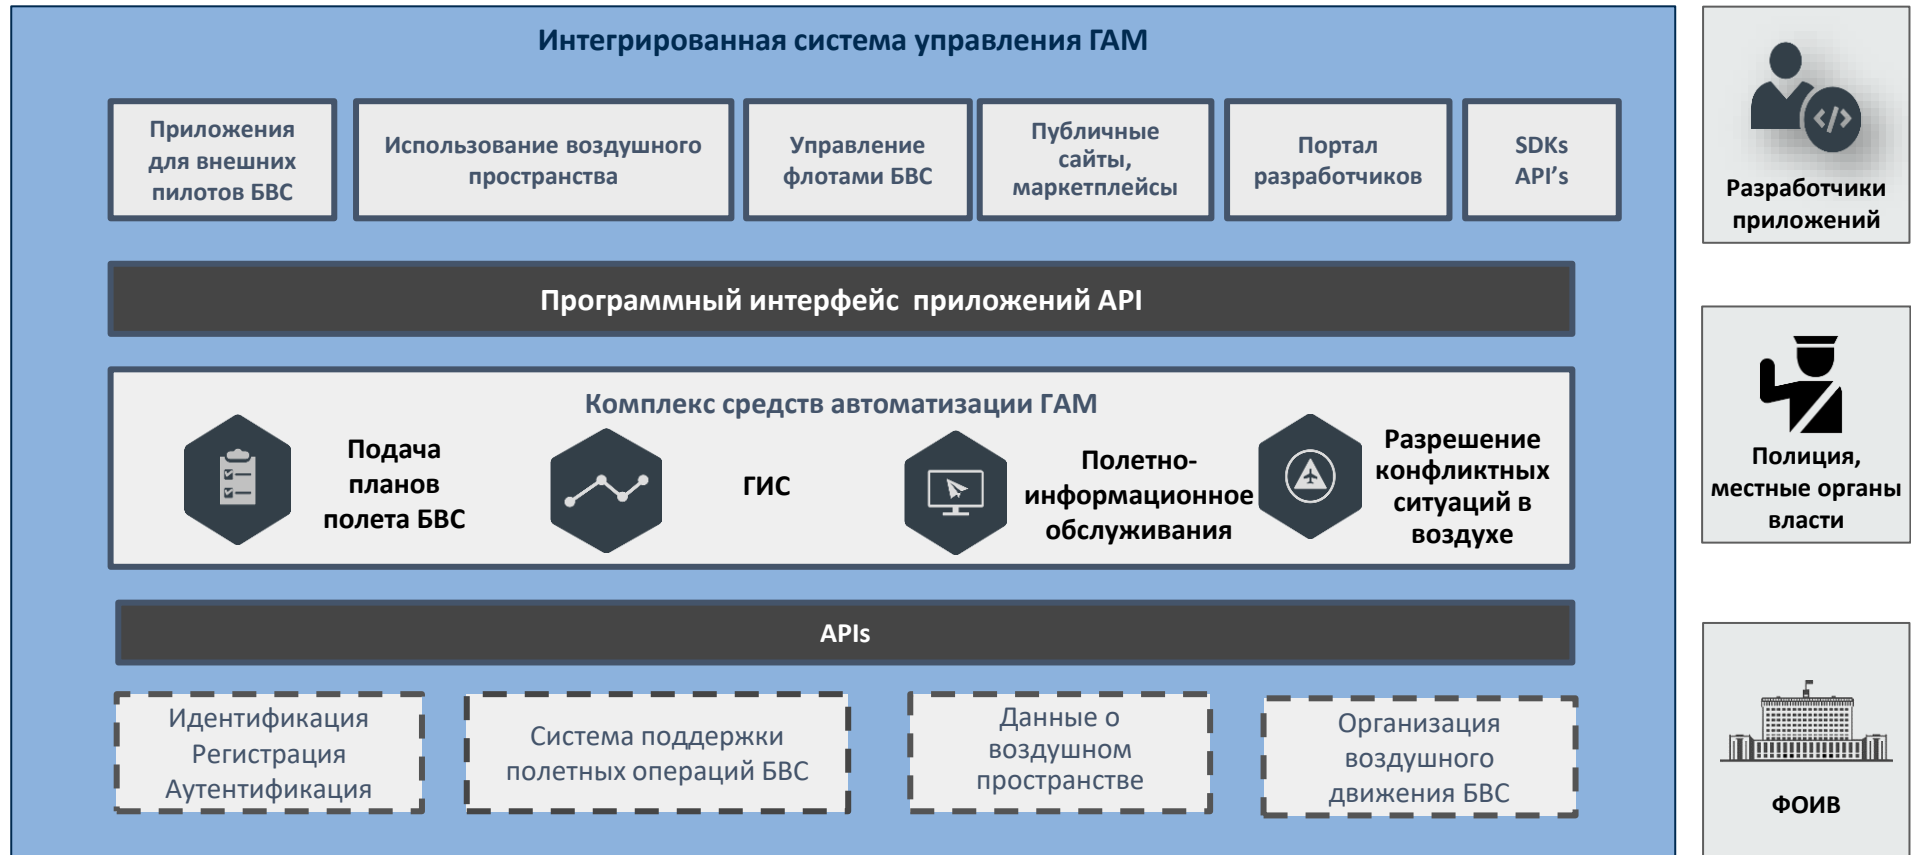 Интегрированная система управления ГАМ
Приложения
для внешних
пилотов БВС
Использование воздушного
пространства
Управление
флотами БВС
Публичные
сайты,
маркетплейсы
Портал
разработчиков
SDKs
API’s
Программный интерфейс приложений API
Комплекс средств автоматизации ГАМ
Подача
планов
полета БВС
ГИС
Полетно-
информационное
обслуживания
Разрешение
конфликтных
ситуаций в
воздухе
APIs
Идентификация
Регистрация
Аутентификация
Система поддержки
полетных операций БВС
Данные о
воздушном
пространстве
Организация
воздушного
движения БВС
</>
Разработчики
приложений
Полиция,
местные органы
власти
ФОИВ